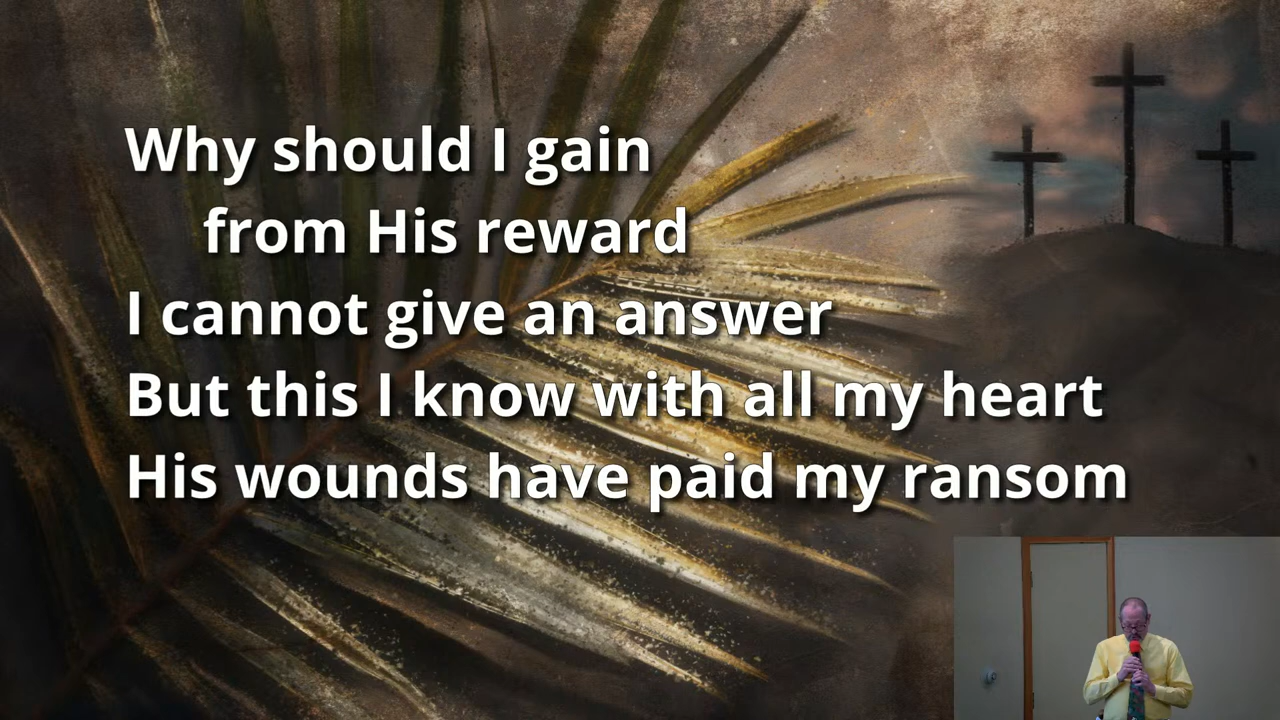 Why should I gain
from His reward
I cannot give an answer
But this I know with all my heart
His wounds have paid my ransom